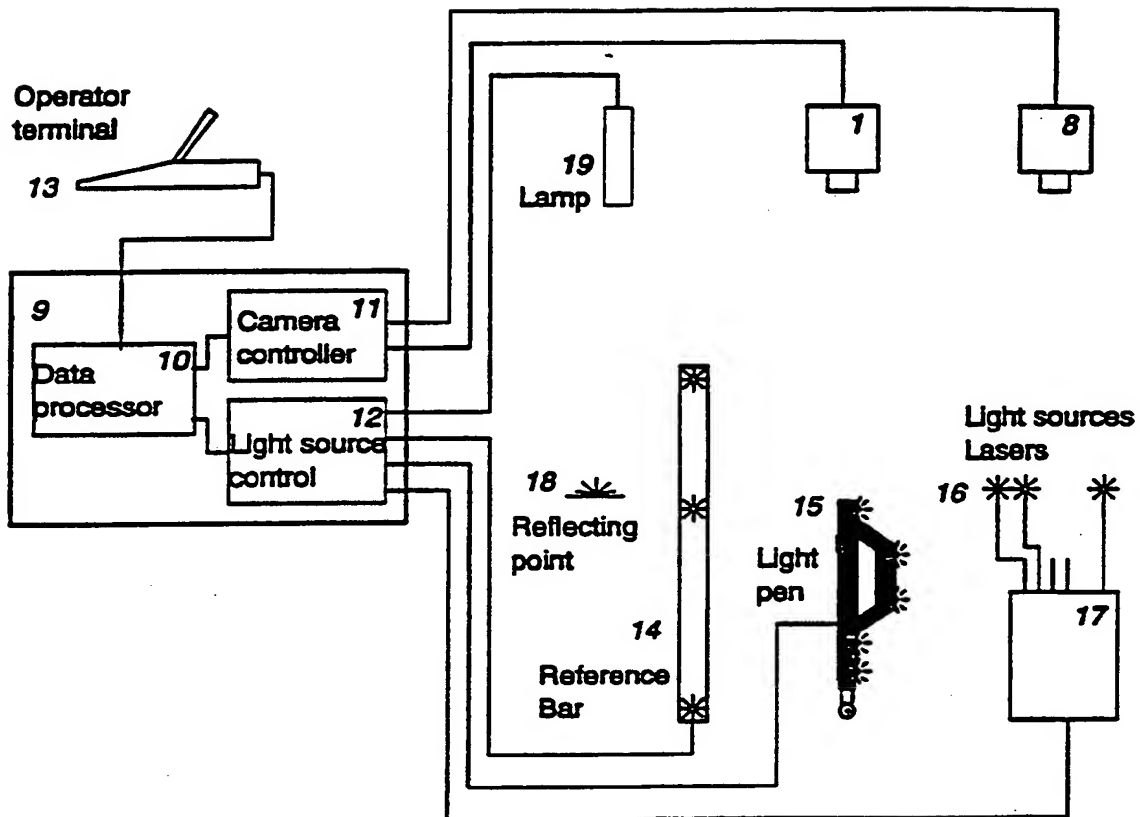 Operator
terminal
13
19
Lamp
1
8
9
11
Camera
controller
10
Data
processor
12
Light source
control
18
Reflecting
point
14
Reference
Bar
15
Light
pen
Light sources
Lasers
16
17